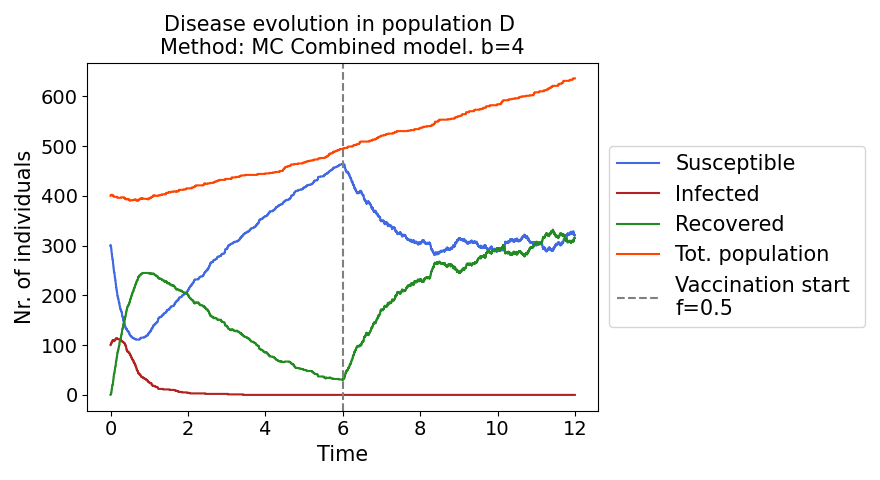 Disease evolution in population D
Method: MC Combined model. b=4
Nr. of individuals
600
500
400
300
200
100
0
0 2 4 6 8 10 12
Time
Susceptible
Infected
Recovered
Tot. population
Vaccination start
f=0.5